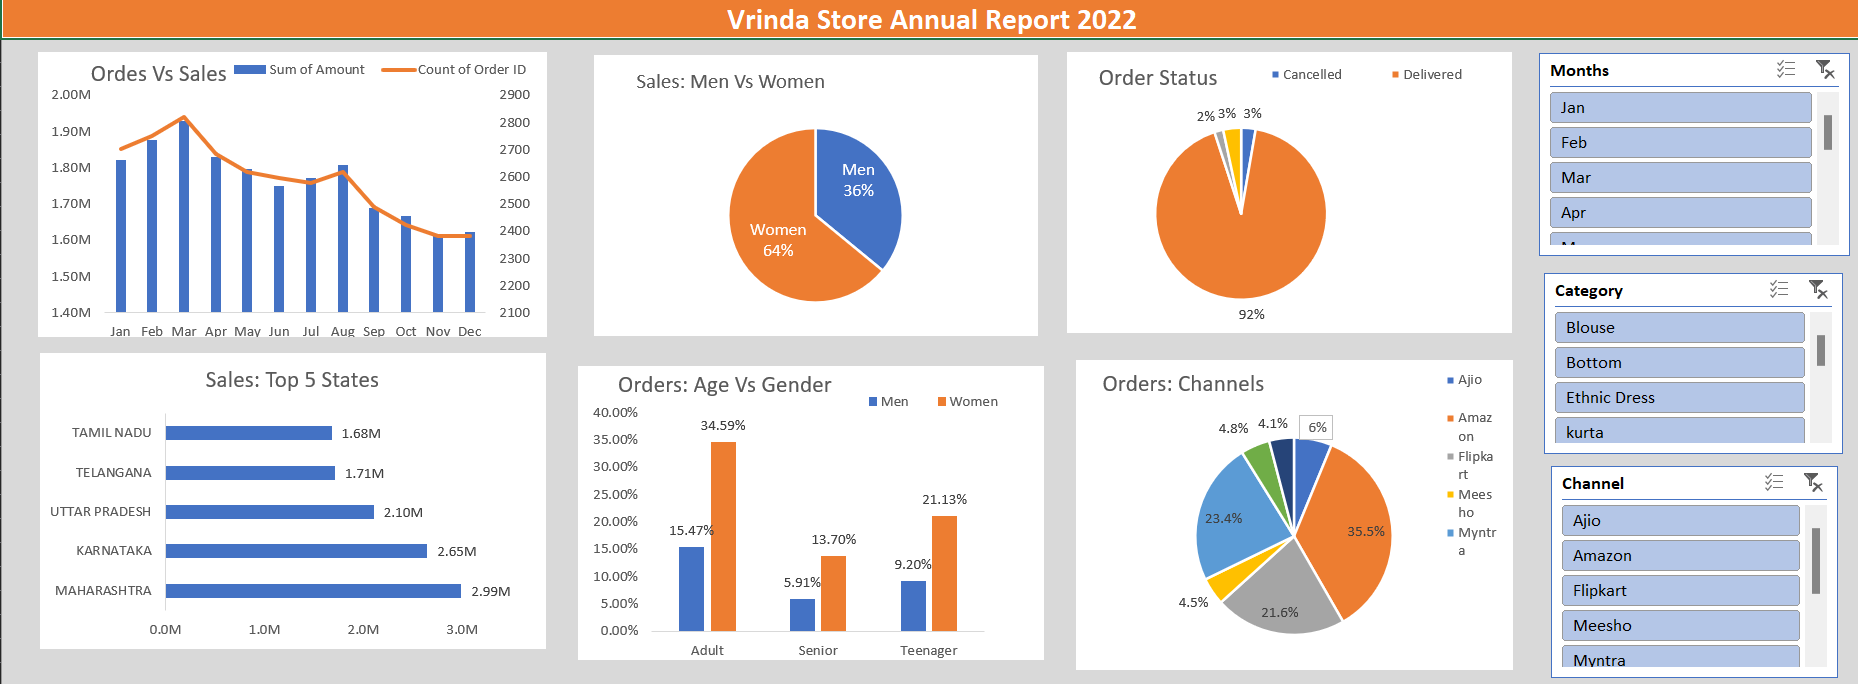 Vrinda Store Annual Report 2022
Ordes Vs Sales
Sum of Amount
Count of Order ID
2.00M
1.90M
1.80M
1.70M
1.60M
1.50M
1.40M
2900
2800
2700
2600
2500
2400
2300
2200
2100
Jan Feb Mar Apr May Jun Jul Aug Sep Oct Nov Dec
Sales: Men Vs Women
Men
36%
Women
64%
Order Status
Cancelled
Delivered
2% 3% 3%
92%
Months
Jan
Feb
Mar
Apr
Category
Blouse
Bottom
Ethnic Dress
kurta
Sales: Top 5 States
TAMIL NADU 1.68M
TELANGANA 1.71M
UTTAR PRADESH 2.10M
KARNATAKA 2.65M
MAHARASHTRA 2.99M
0.0M 1.0M 2.0M 3.0M
Orders: Age Vs Gender
Men
Women
40.00%
35.00%
30.00%
25.00%
20.00%
15.00%
10.00%
5.00%
0.00%
15.47%
34.59%
5.91%
13.70%
9.20%
21.13%
Adult Senior Teenager
Orders: Channels
Ajio
Amaz
on
Flipka
rt
Mees
ho
Myntr
a
4.8%
4.1%
6%
23.4%
35.5%
4.5%
21.6%
Channel
Ajio
Amazon
Flipkart
Meesho
Myntra